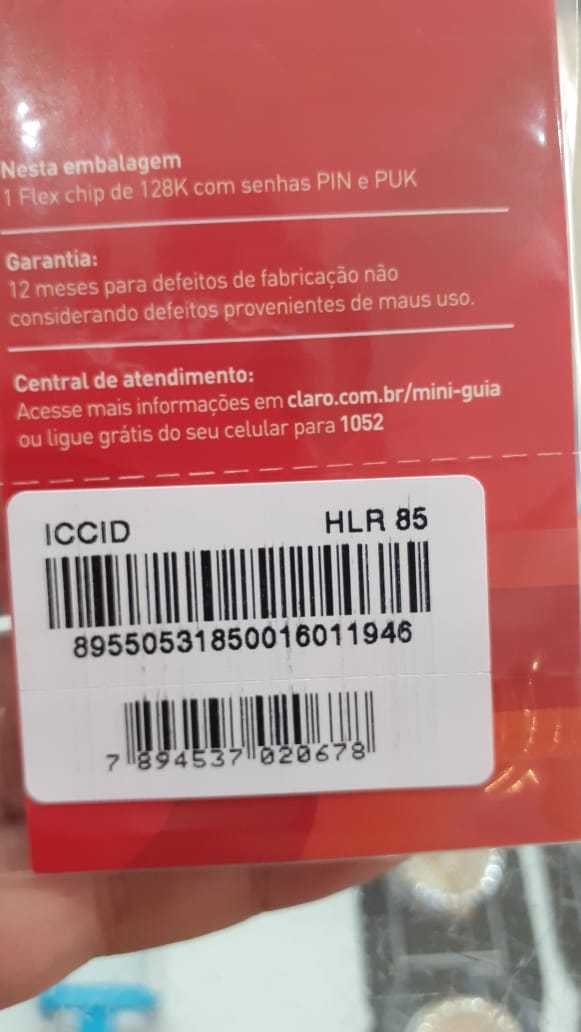 Nesta embalagem
1 Flex chip de 128K com senhas PIN e PUK
Garantia:
12 meses para defeitos de fabricação não
considerando defeitos provenientes de maus uso.
Central de atendimento:
Acesse mais informações em claro.com.br/mini-guia
ou ligue grátis do seu celular para 1052
ICCID HLR 85
89550531850016011946
7 894537 020678